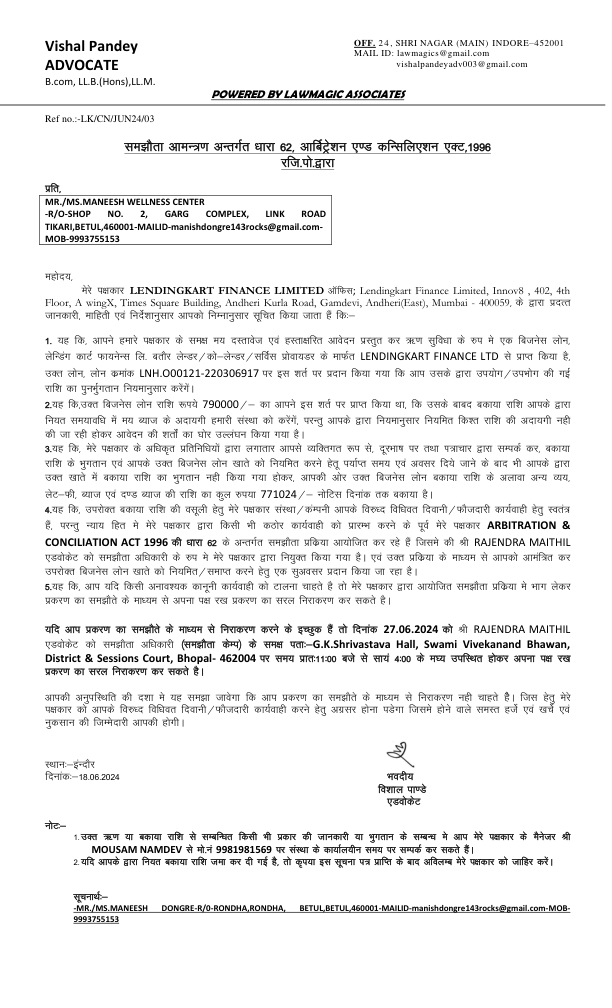 Vishal Pandey
ADVOCATE
B.com, LL.B.(Hons),LL.M.
OFF. 24, SHRI NAGAR (MAIN) INDORE–452001
MAIL ID: lawmagics@gmail.com
vishalpandeyadv003@gmail.com
POWERED BY LAWMAGIC ASSOCIATES
Ref no.:-LK/CN/JUN24/03
समझौता आमन्त्रण अन्तर्गत धारा 62, आर्बिट्रेशन एण्ड कन्सिलिएशन एक्ट,1996
रजि.पो.द्वारा
प्रति,
MR./MS.MANEESH WELLNESS CENTER
-R/O-SHOP NO. 2, GARG COMPLEX, LINK ROAD
TIKARI,BETUL,460001-MAILID-manishdongre143rocks@gmail.com-
MOB-9993755153
महोदय,
मेरे पक्षकार LENDINGKART FINANCE LIMITED ऑफिस; Lendingkart Finance Limited, Innov8 , 402, 4th
Floor, A wingX, Times Square Building, Andheri Kurla Road, Gamdevi, Andheri(East), Mumbai - 400059, के द्वारा प्रदत्त
जानकारी, माहिती एवं निर्देशानुसार आपको निम्नानुसार सूचित किया जाता हैं किः–
1. यह कि, आपने हमारे पक्षकार के समक्ष मय दस्तावेज एवं हस्ताक्षरित आवेदन प्रस्तुत कर ऋण सुविधा के रुप मे एक बिजनेस लोन,
लेन्डिंग कार्ट फायनेन्स लि. बतौर लेन्डर/को–लेन्डर/सर्विस प्रोवायडर के मार्फत LENDINGKART FINANCE LTD से प्राप्त किया है,
उक्त लोन, लोन क्रमांक LNH.O00121-220306917 पर इस शर्त पर प्रदान किया गया कि आप उसके द्वारा उपयोग/उपभोग की गई
राशि का पुनर्मुगतान नियमानुसार करेंगें।
2.यह कि,उक्त बिजनेस लोन राशि रूपये 790000/– का आपने इस शर्त पर प्राप्त किया था, कि उसके बाबद बकाया राशि आपके द्वारा
नियत समयावधि में मय ब्याज के अदायगी हमारी संस्था को करेंगें, परन्तु आपके द्वारा नियमानुसार नियमित किश्त राशि की अदायगी नही
की जा रही होकर आवेदन की शर्तों का घोर उल्लंघन किया गया है।
3.यह कि, मेरे पक्षकार के अधिकृत प्रतिनिधियों द्वारा लगातार आपसे व्यक्तिगत रूप से, दूरभाष पर तथा पत्राचार द्वारा सम्पर्क कर, बकाया
राशि के भुगतान एवं आपके उक्त बिजनेस लोन खाते को नियमित करने हेतू पर्याप्त समय एवं अवसर दिये जाने के बाद भी आपके द्वारा
उक्त खाते में बकाया राशि का भुगतान नही किया गया होकर, आपकी ओर उक्त बिजनेस लोन बकाया राशि के अलावा अन्य व्यय,
लेट–फी, ब्याज एवं दण्ड ब्याज की राशि का कुल रुपया 771024/– नोटिस दिनांक तक बकाया है।
4.यह कि, उपरोक्त बकाया राशि की वसूली हेतु मेरे पक्षकार संस्था/कंम्पनी आपके विरुध्द विधिवत दिवानी/फौजदारी कार्यवाही हेतु स्वतंत्र
हैं, परन्तु न्याय हित मे मेरे पक्षकार द्वारा किसी भी कठोर कार्यवाही को प्रारम्भ करने के पूर्व मेरे पक्षकार ARBITRATION &
CONCILIATION ACT 1996 की धारा 62 के अन्तर्गत समझौता प्रक्रिया आयोजित कर रहे हैं जिसमे की श्री RAJENDRA MAITHIL
एडवोकेट को समझौता अधिकारी के रुप मे मेरे पक्षकार द्वारा नियुक्त किया गया है। एवं उक्त प्रक्रिया के माध्यम से आपको आमंत्रित कर
उपरोक्त बिजनेस लोन खाते को नियमित/समाप्त करने हेतु एक सुअवसर प्रदान किया जा रहा है।
5.यह कि, आप यदि किसी अनावश्यक कानूनी कार्यवाही को टालना चाहते है तो मेरे पक्षकार द्वारा आयोजित समझौता प्रक्रिया मे भाग लेकर
प्रकरण का समझौते के माध्यम से अपना पक्ष रख प्रकरण का सरल निराकरण कर सकते है।
यदि आप प्रकरण का समझौते के माध्यम से निराकरण करने के इच्छुक हैं तो दिनांक 27.06.2024 को श्री RAJENDRA MAITHIL
एडवोकेट को समझौता अधिकारी (समझौता केम्प) के समक्ष पताः–G.K.Shrivastava Hall, Swami Vivekanand Bhawan,
District & Sessions Court, Bhopal- 462004 पर समय प्रातः11:00 बजे से सायं 4:00 के मघ्य उपस्थित होकर अपना पक्ष रख
प्रकरण का सरल निराकरण कर सकते है।
आपकी अनुपस्थिति की दशा मे यह समझा जावेगा कि आप प्रकरण का समझौते के माध्यम से निराकरण नही चाहते है। जिस हेतु मेरे
पक्षकार को आपके विरुध्द विधिवत दिवानी/फौजदारी कार्यवाही करने हेतु अग्रसर होना पडेगा जिसमे होने वाले समस्त हर्जे एवं खर्चे एवं
नुकसान की जिम्मेदारी आपकी होगी।
स्थानः–इंन्दौर
दिनांकः–18.06.2024
भवदीय
विशाल पाण्डे
एडवोकेट
नोटः–
1.उक्त ऋण या बकाया राशि से सम्बन्धित किसी भी प्रकार की जानकारी या भुगतान के सम्बन्ध मे आप मेरे पक्षकार के मैनेजर श्री
MOUSAM NAMDEV से मो.नं 9981981569 पर संस्था के कार्यालयीन समय पर सम्पर्क कर सकते हैं।
2.यदि आपके द्वारा नियत बकाया राशि जमा कर दी गई है, तो कृपया इस सूचना पत्र प्राप्ति के बाद अविलम्ब मेरे पक्षकार को जाहिर करें।
सूचनार्थः–
-MR./MS.MANEESH DONGRE-R/0-RONDHA,RONDHA, BETUL,BETUL,460001-MAILID-manishdongre143rocks@gmail.com-MOB-
9993755153